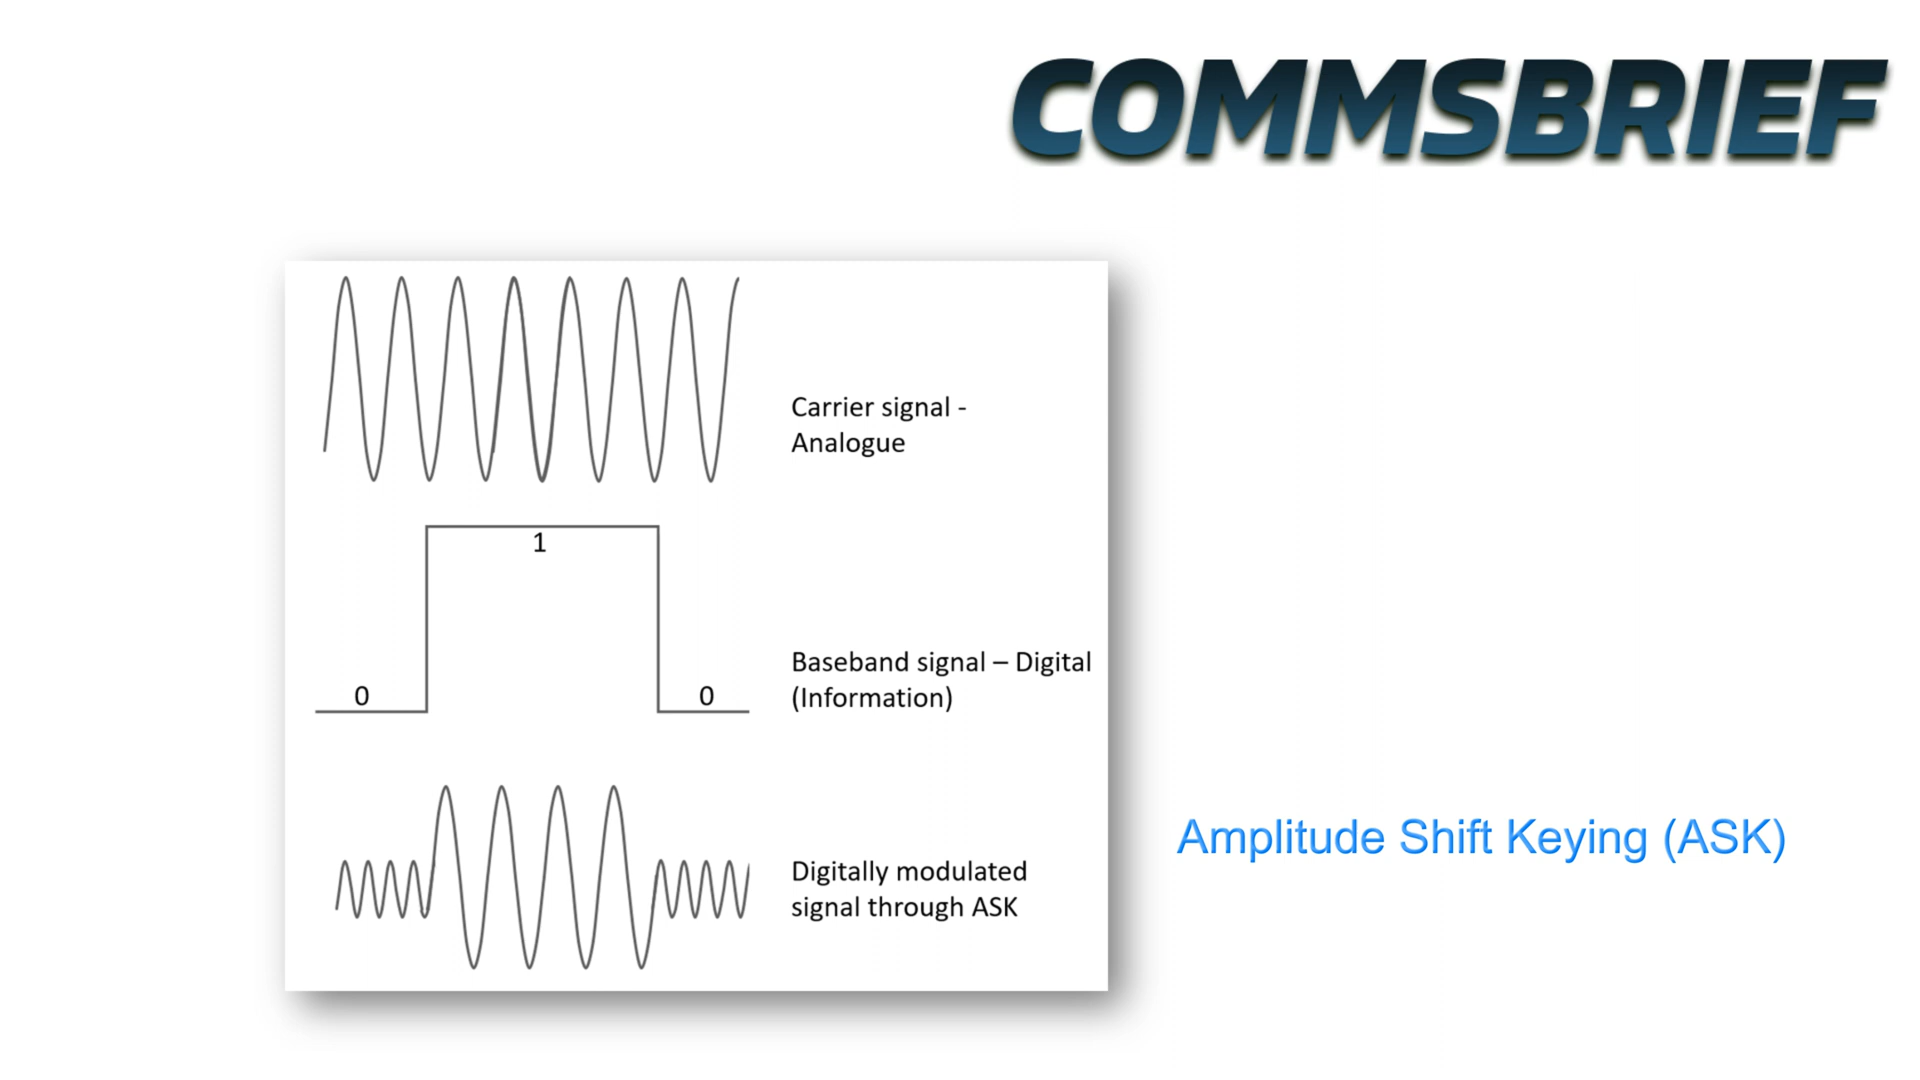 COMMSBRIEF
Carrier signal -
Analogue
1
0
0
Baseband signal – Digital
(Information)
Digitally modulated
signal through ASK
Amplitude Shift Keying (ASK)